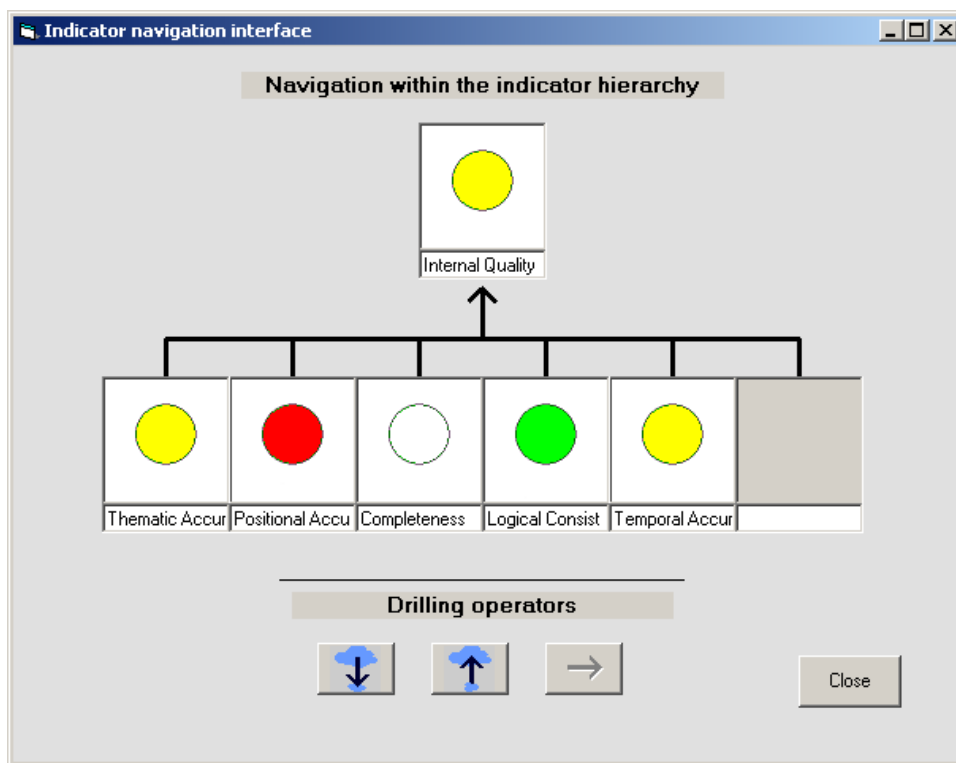 Indicator navigation interface
Navigation within the indicator hierarchy
Internal Quality
Thematic Accur Positional Accu Completeness Logical Consist Temporal Accur
Drilling operators
Close